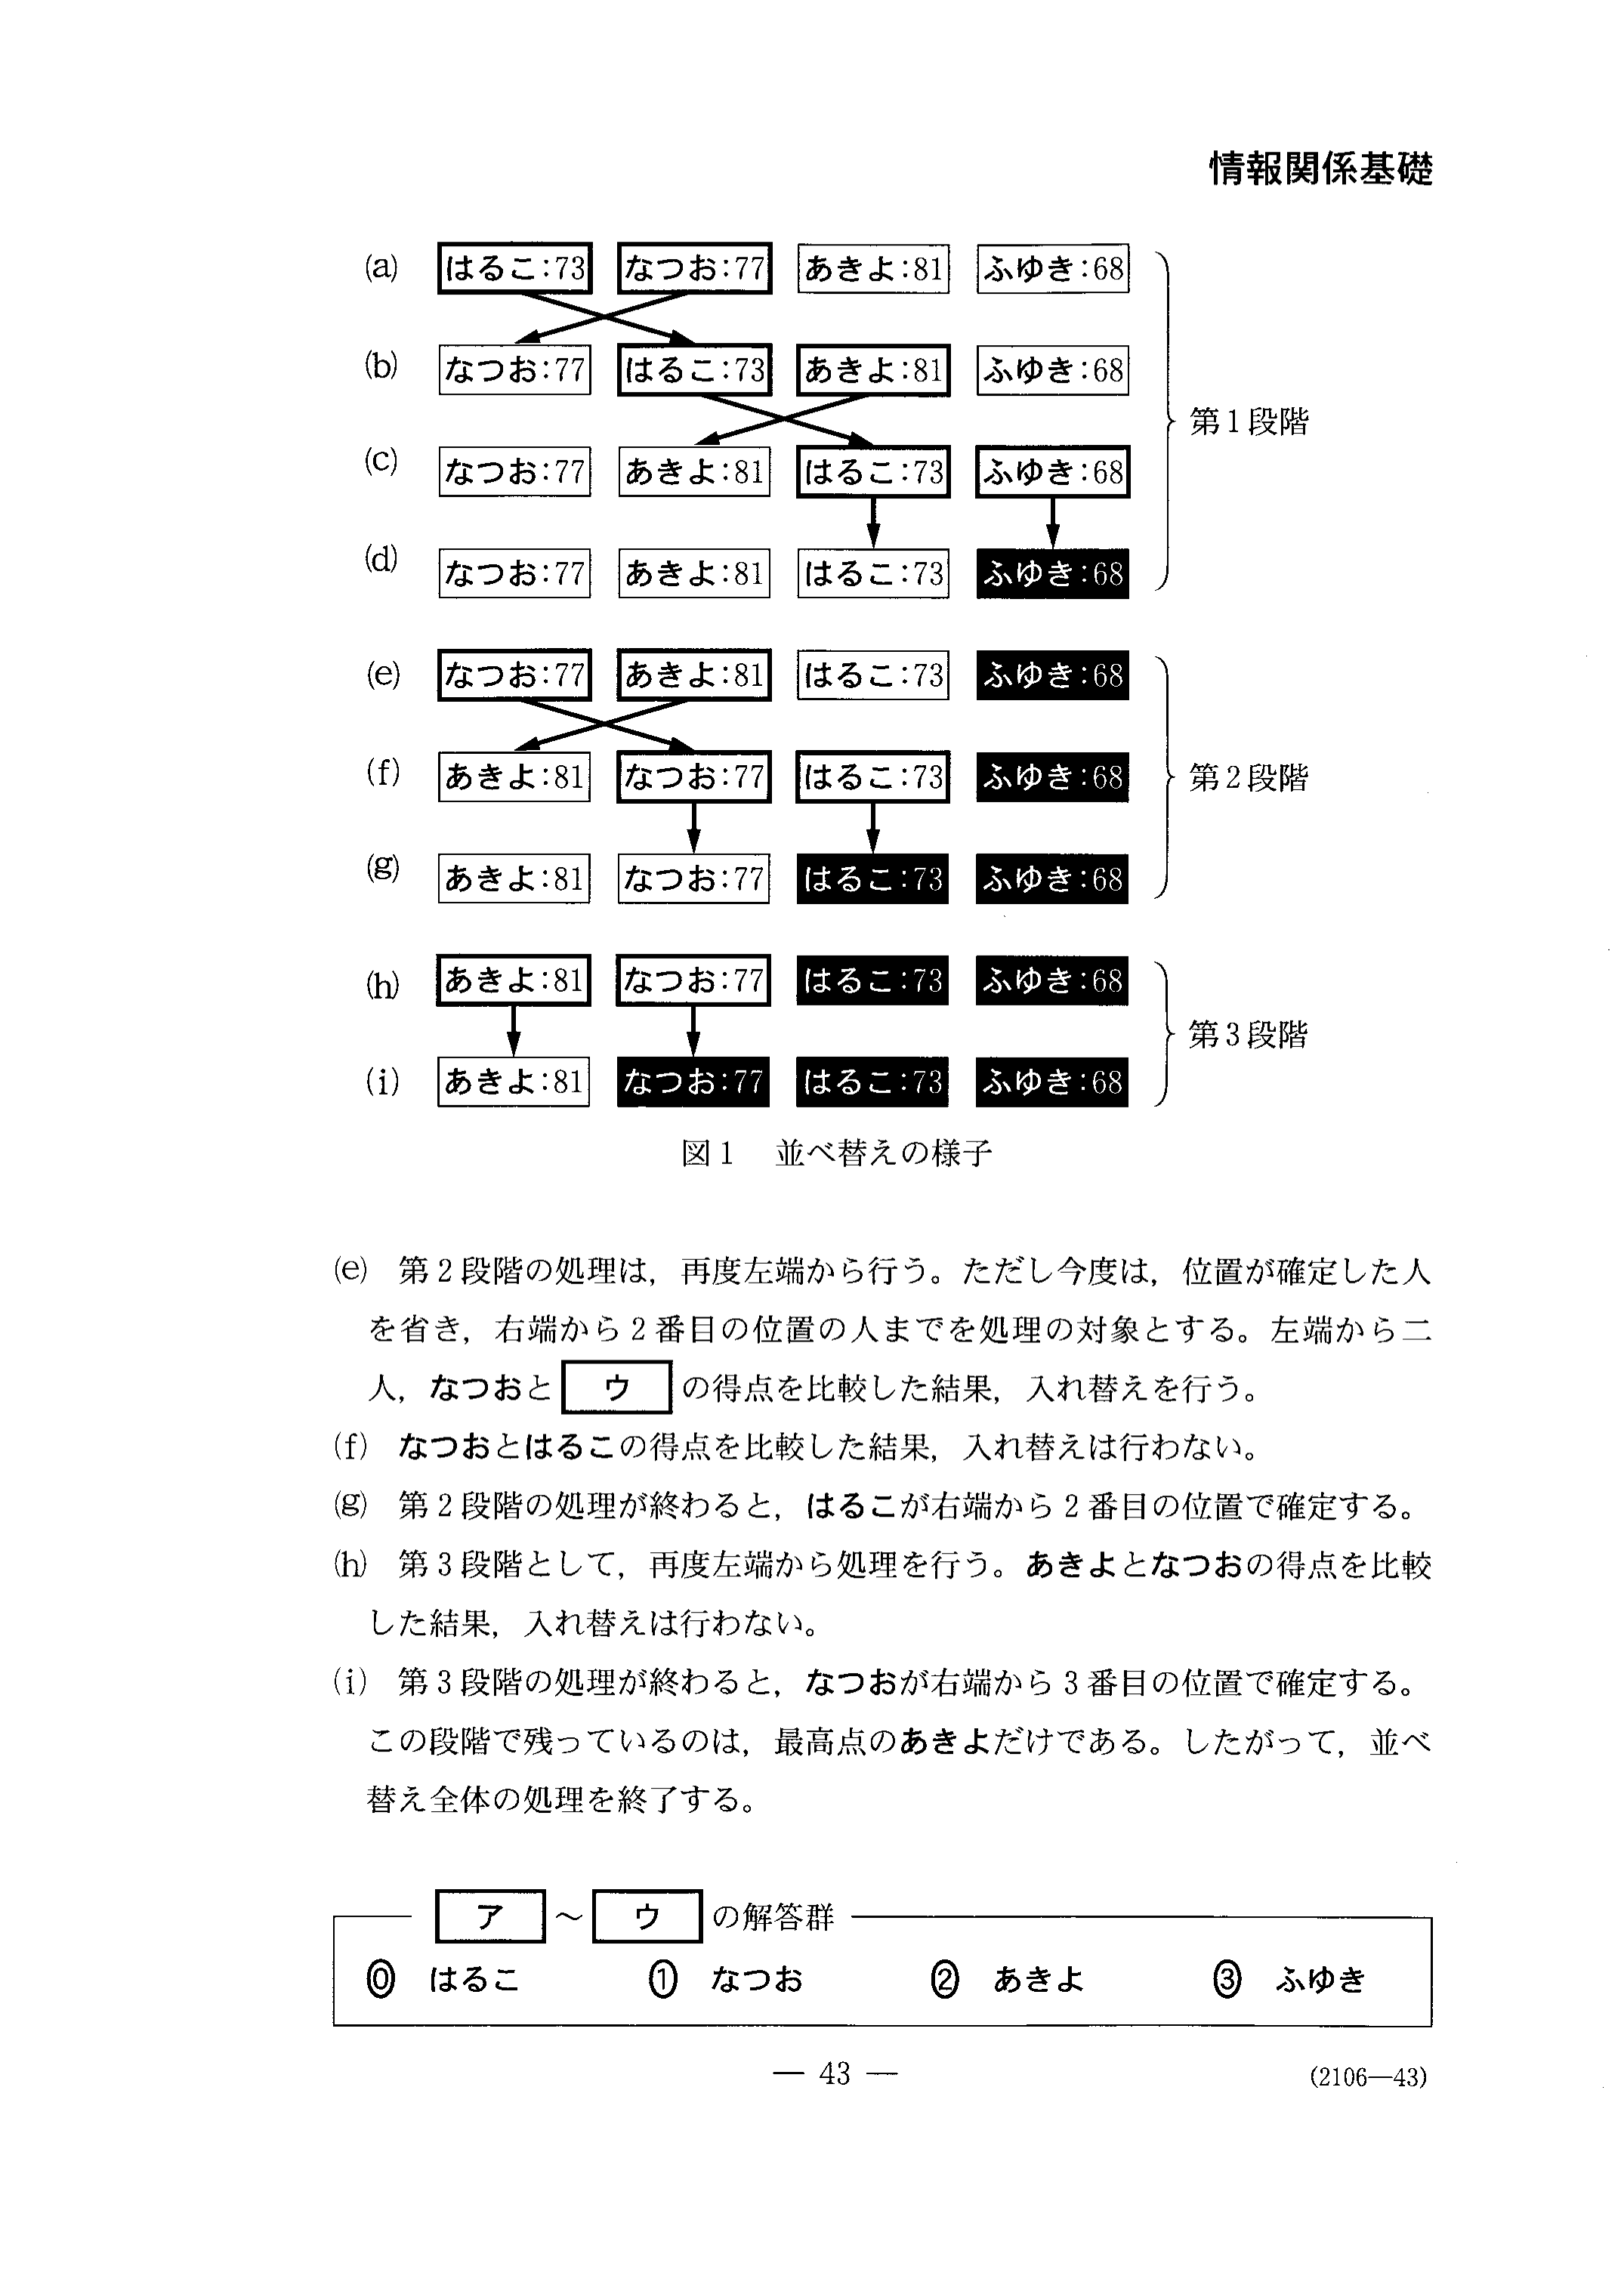 情報関係基礎
(a) はるこ:73 なつお:77 あきよ:81 ふゆき:68
(b) なつお:77 はるこ:73 あきよ:81 ふゆき:68
第1段階
(c) なつお:77 あきよ:81 はるこ:73 ふゆき:68
(d) なつお:77 あきよ:81 はるこ:73 ふゆき:68
(e) なつお:77 あきよ:81 はるこ:73 ふゆき:68
(f) あきよ:81 なつお:77 はるこ:73 ふゆき:68 第2段階
(g) あきよ:81 なつお:77 はるこ:73 ふゆき:68
(h) あきよ:81 なつお:77 はるこ:73 ふゆき:68
第3段階
(i) あきよ:81 なつお:77 はるこ:73 ふゆき:68
図1 並べ替えの様子
(e) 第2段階の処理は，再度左端から行う。ただし今度は，位置が確定した人
を省き，右端から2番目の位置の人までを処理の対象とする。左端から二
人，なつおと ウ の得点を比較した結果，入れ替えを行う。
(f) なつおとはるこの得点を比較した結果，入れ替えは行わない。
(g) 第2段階の処理が終わると，はるこが右端から2番目の位置で確定する。
(h) 第3段階として，再度左端から処理を行う。あきよとなつおの得点を比較
した結果，入れ替えは行わない。
(i) 第3段階の処理が終わると，なつおが右端から3番目の位置で確定する。
この段階で残っているのは，最高点のあきよだけである。したがって，並べ
替え全体の処理を終了する。
ア ～ ウ の解答群
⓪ はるこ ① なつお ② あきよ ③ ふゆき
— 43 — (2106—43)